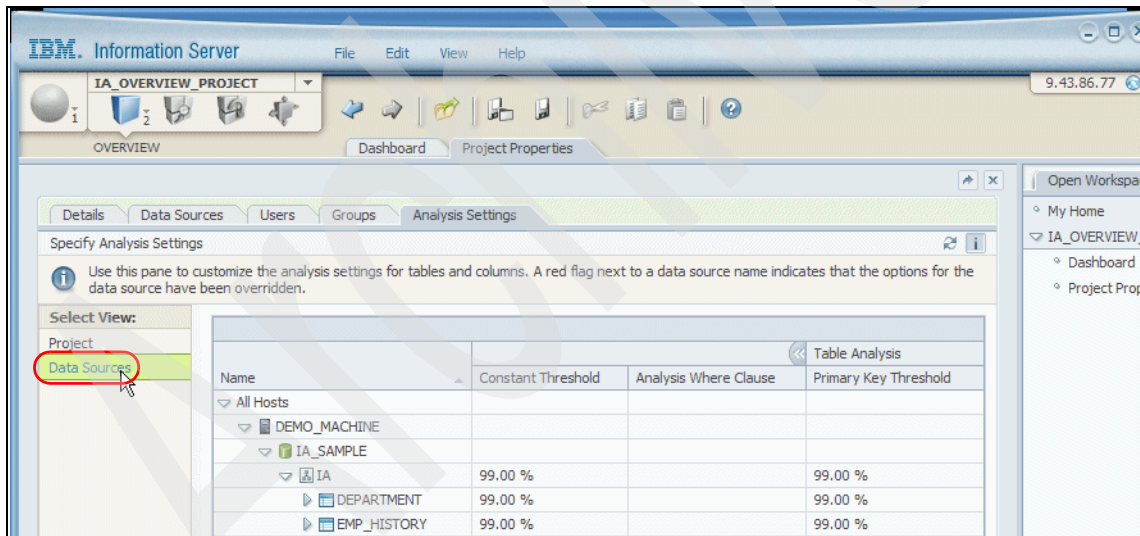 IBM. Information Server File Edit View Help
IA_OVERVIEW_PROJECT
9.43.86.77
1 2
OVERVIEW Dashboard Project Properties
Open Workspa
Details Data Sources Users Groups Analysis Settings
My Home
Specify Analysis Settings
IA_OVERVIEW_
Use this pane to customize the analysis settings for tables and columns. A red flag next to a data source name indicates that the options for the
data source have been overridden.
Dashboard
Project Prop
Select View:
Project
Data Sources
Table Analysis
Name Constant Threshold Analysis Where Clause Primary Key Threshold
All Hosts
DEMO_MACHINE
IA_SAMPLE
IA 99.00 % 99.00 %
DEPARTMENT 99.00 % 99.00 %
EMP_HISTORY 99.00 % 99.00 %